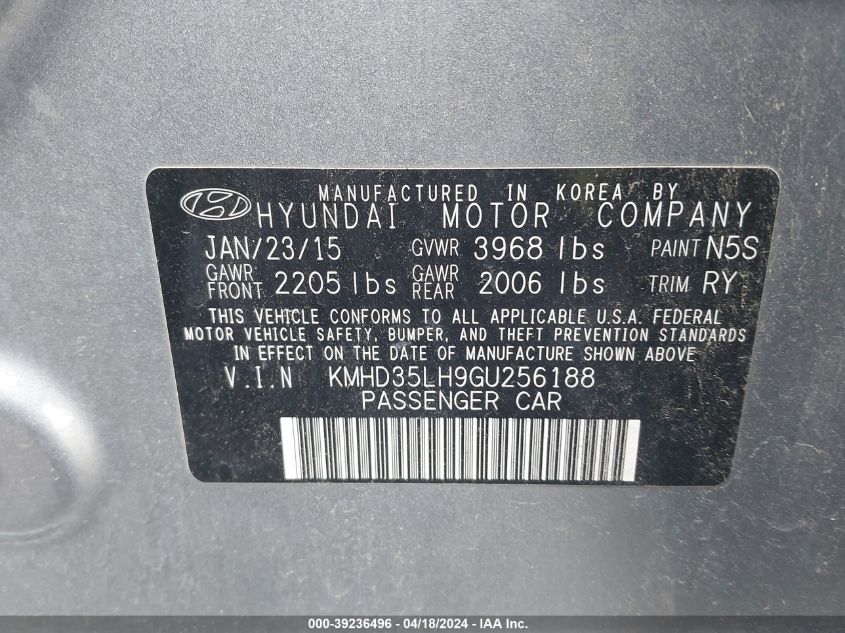 MANUFACTURED IN KOREA BY
HYUNDAI MOTOR COMPANY
JAN/23/15 GVWR 3968 lbs PAINT N5S
GAWR FRONT 2205 lbs GAWR REAR 2006 lbs TRIM RY
THIS VEHICLE CONFORMS TO ALL APPLICABLE U.S.A. FEDERAL
MOTOR VEHICLE SAFETY, BUMPER, AND THEFT PREVENTION STANDARDS
IN EFFECT ON THE DATE OF MANUFACTURE SHOWN ABOVE
V.I.N KMHD35LH9GU256188
PASSENGER CAR
000-39236496 - 04/18/2024 - IAA Inc.